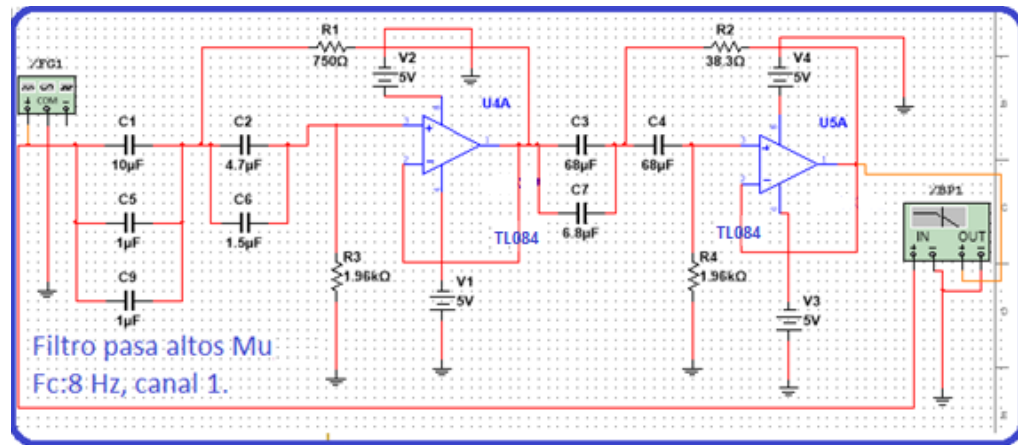 XFG1
COM
R1
750Ω
V2
5V
U4A
C1
10µF
C2
4.7µF
C5
1µF
C6
1.5µF
C9
1µF
R3
1.96kΩ
V1
5V
TL084
C3
68µF
C4
68µF
C7
6.8µF
R2
38.3Ω
V4
5V
U5A
TL084
R4
1.96kΩ
V3
5V
XBP1
IN
OUT
Filtro pasa altos Mu
Fc:8 Hz, canal 1.